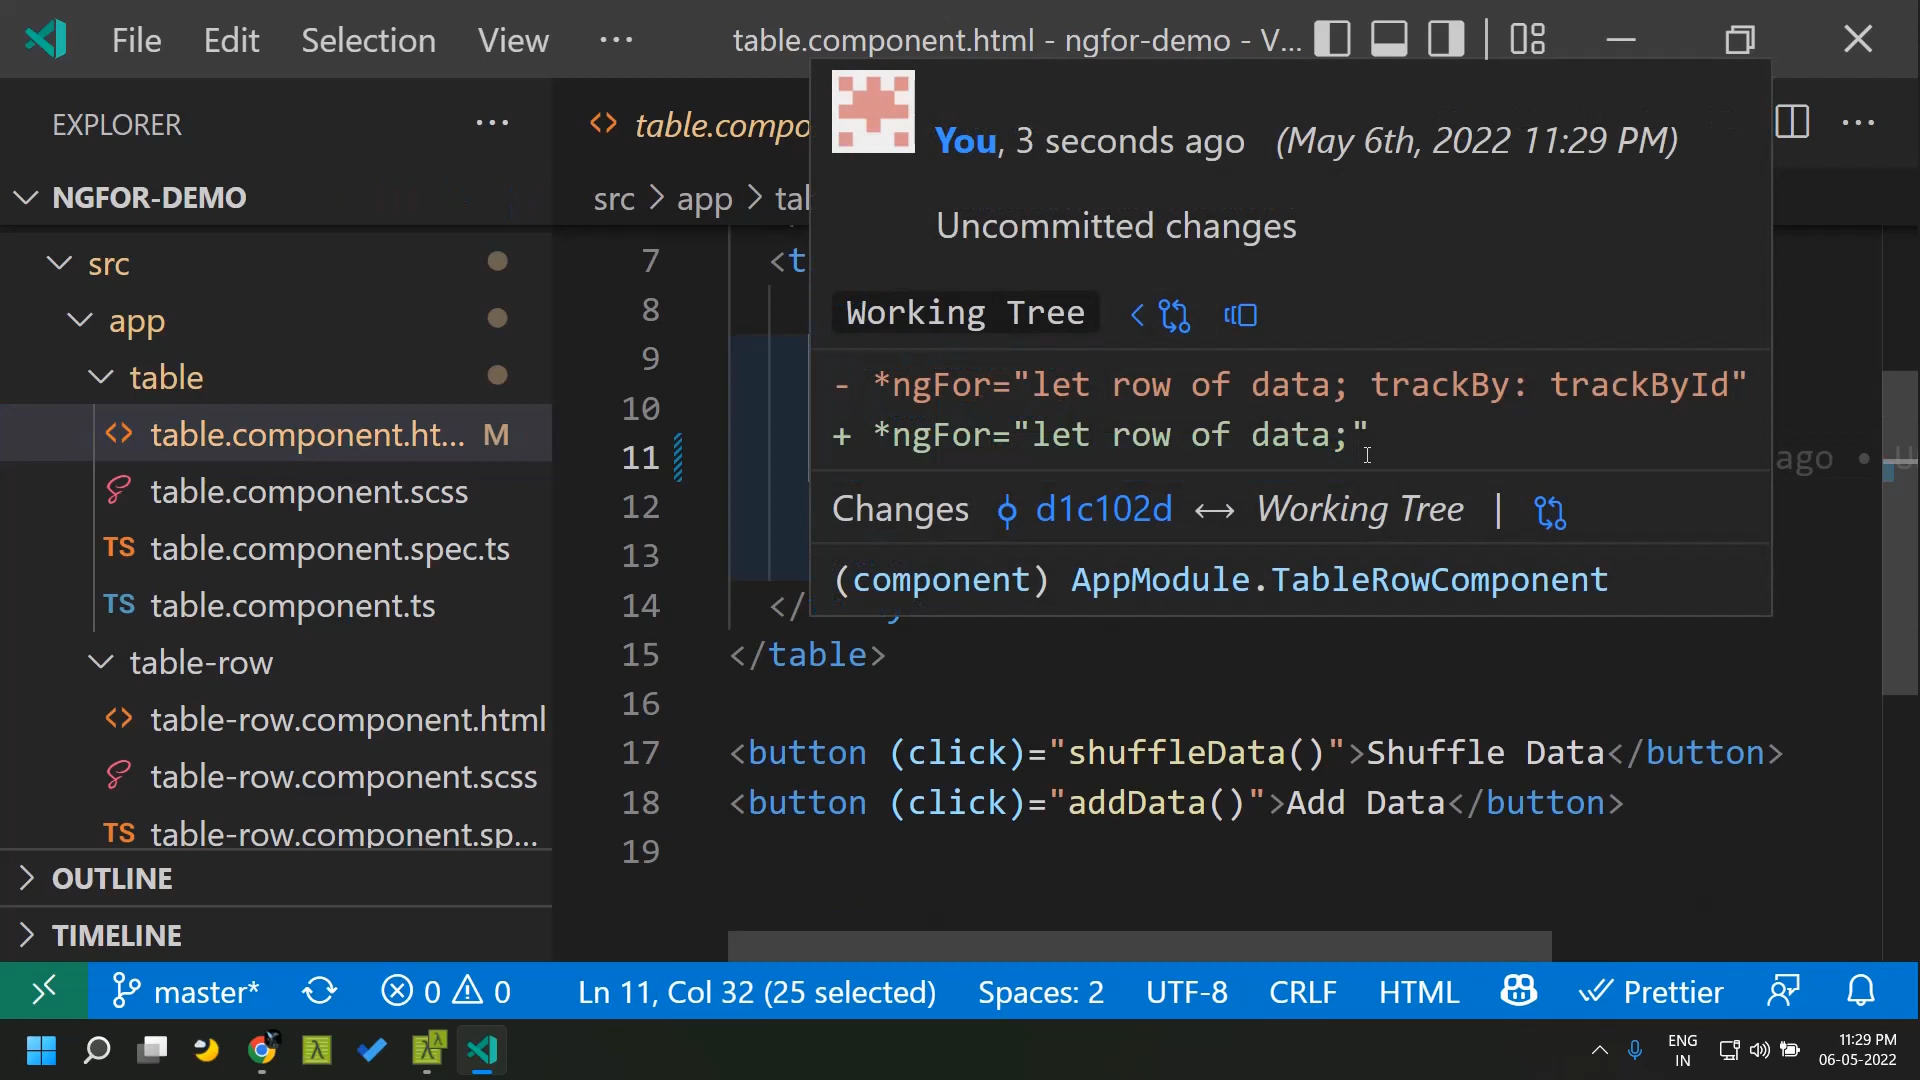 File Edit Selection View ··· table.component.html - ngfor-demo - V...
EXPLORER ···
NGFOR-DEMO
src
app
table
table.component.ht... M
table.component.scss
TS table.component.spec.ts
TS table.component.ts
table-row
table-row.component.html
table-row.component.scss
TS table-row.component.sp...
OUTLINE
TIMELINE
<> table.compo
src > app > tal
You, 3 seconds ago (May 6th, 2022 11:29 PM)
Uncommitted changes
Working Tree
- *ngFor="let row of data; trackBy: trackById"
+ *ngFor="let row of data;"
Changes d1c102d ↔ Working Tree |
(component) AppModule.TableRowComponent
7 <t
8
9
10
11 ago • U
12
13
14 </
15 </table>
16
17 <button (click)="shuffleData()">Shuffle Data</button>
18 <button (click)="addData()">Add Data</button>
19
master* 0 0 Ln 11, Col 32 (25 selected) Spaces: 2 UTF-8 CRLF HTML Prettier
ENG
IN
11:29 PM
06-05-2022